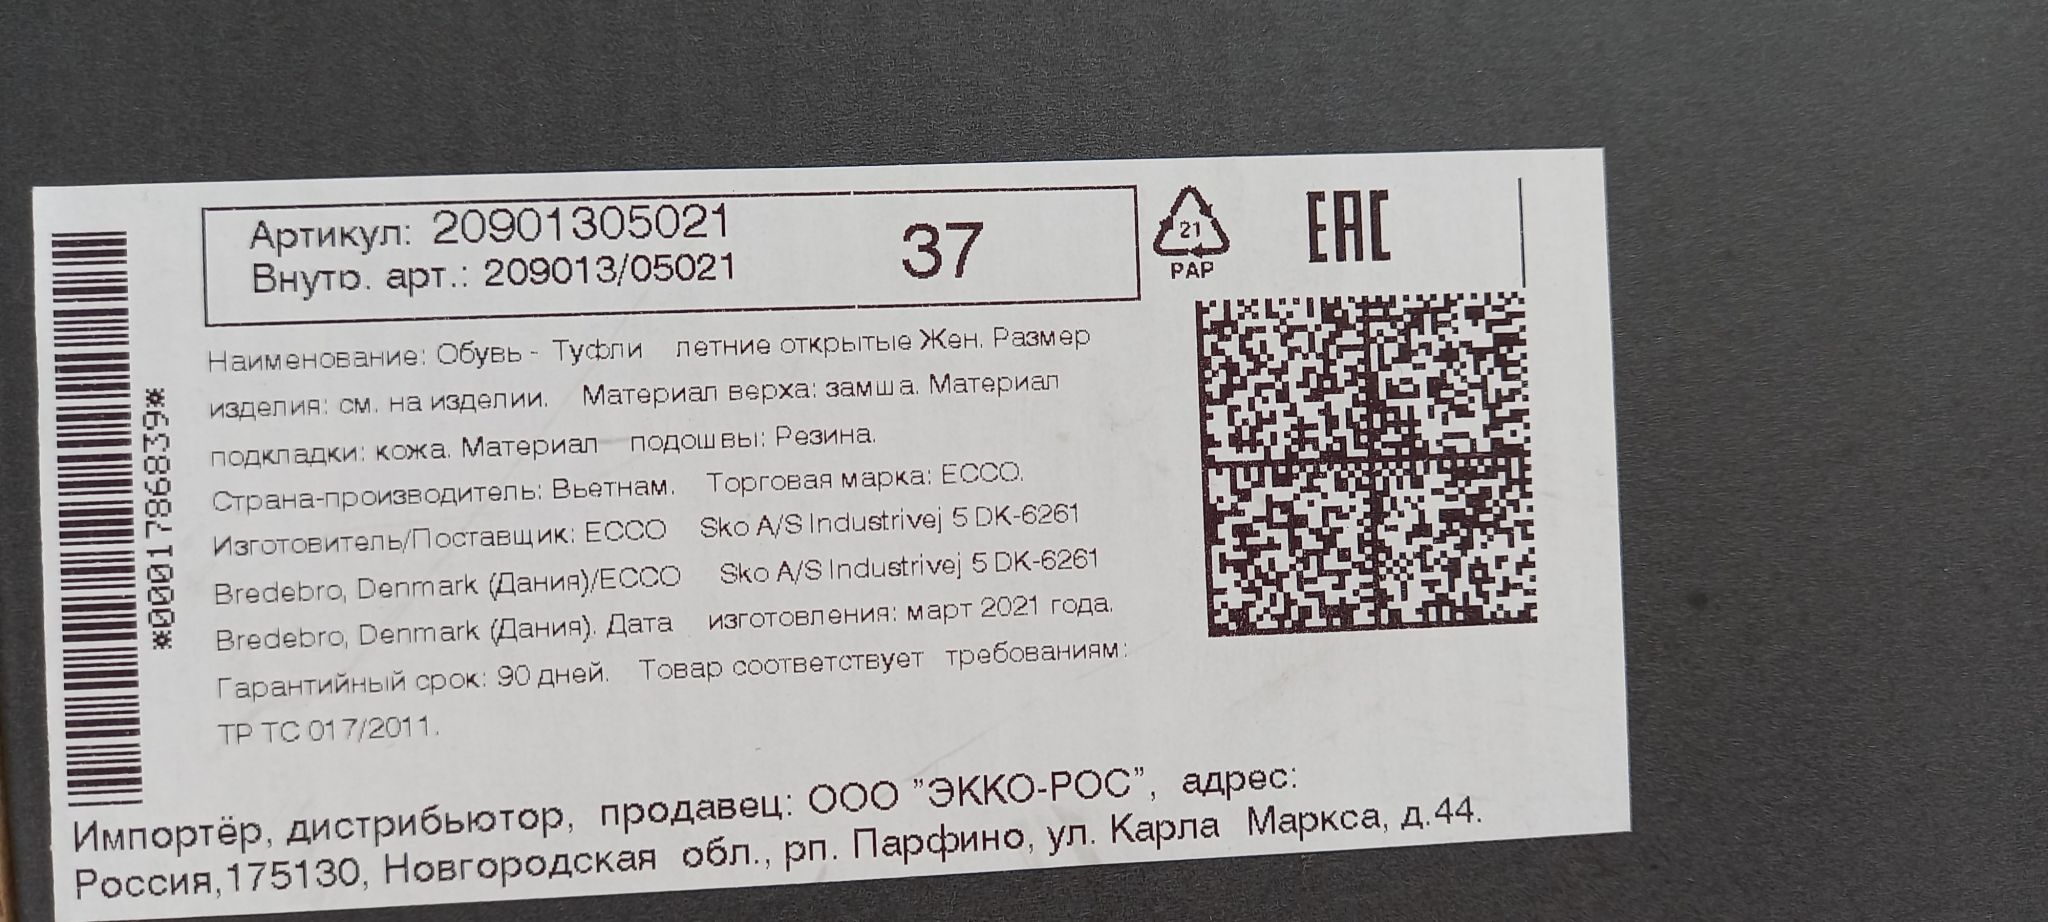 Артикул: 20901305021
Внутр. арт.: 209013/05021
37
21
PAP
EAC
*0001786839*
Наименование: Обувь - Туфли летние открытые Жен. Размер
изделия: см. на изделии. Материал верха: замша. Материал
подкладки: кожа. Материал подошвы: Резина.
Страна-производитель: Вьетнам. Торговая марка: ECCO.
Изготовитель/Поставщик: ECCO Sko A/S Industrivej 5 DK-6261
Bredebro, Denmark (Дания)/ECCO Sko A/S Industrivej 5 DK-6261
Bredebro, Denmark (Дания). Дата изготовления: март 2021 года.
Гарантийный срок: 90 дней. Товар соответствует требованиям:
ТР ТС 017/2011.
Импортёр, дистрибьютор, продавец: ООО "ЭККО-РОС", адрес:
Россия,175130, Новгородская обл., рп. Парфино, ул. Карла Маркса, д.44.